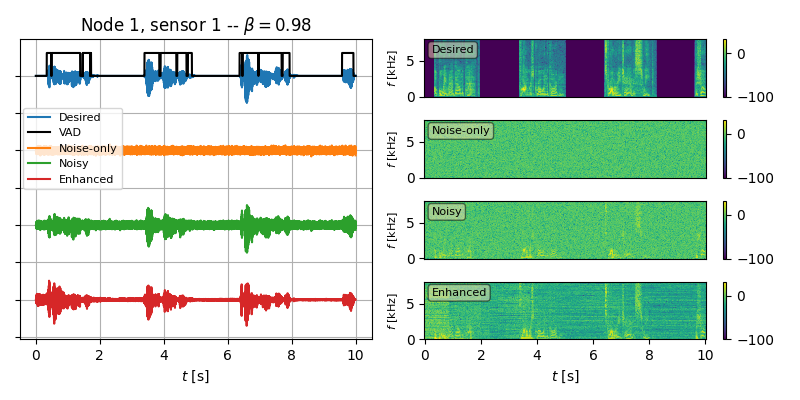 Node 1, sensor 1 -- β = 0.98
Desired
VAD
Noise-only
Noisy
Enhanced
0 2 4 6 8 10
t [s]
Desired
f [kHz]
5
0
0
−100
Noise-only
f [kHz]
5
0
0
−100
Noisy
f [kHz]
5
0
0
−100
Enhanced
f [kHz]
5
0
0
−100
0 2 4 6 8 10
t [s]